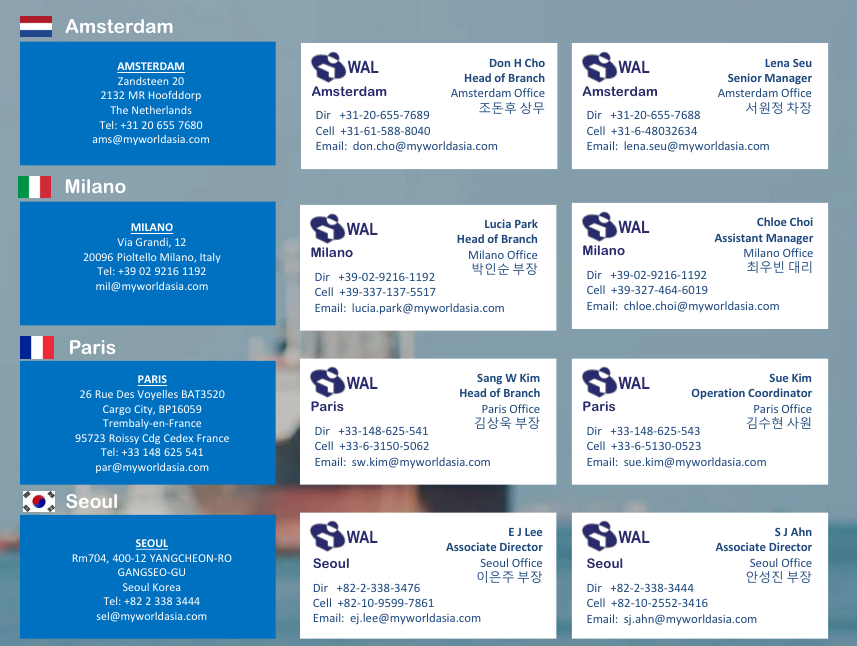 Amsterdam
AMSTERDAM
Zandsteen 20
2132 MR Hoofddorp
The Netherlands
Tel: +31 20 655 7680
ams@myworldasia.com
WAL
Amsterdam
Don H Cho
Head of Branch
Amsterdam Office
조돈후 상무
Dir +31-20-655-7689
Cell +31-61-588-8040
Email: don.cho@myworldasia.com
WAL
Amsterdam
Lena Seu
Senior Manager
Amsterdam Office
서원정 차장
Dir +31-20-655-7688
Cell +31-6-48032634
Email: lena.seu@myworldasia.com
Milano
MILANO
Via Grandi, 12
20096 Pioltello Milano, Italy
Tel: +39 02 9216 1192
mil@myworldasia.com
WAL
Milano
Lucia Park
Head of Branch
Milano Office
박인순 부장
Dir +39-02-9216-1192
Cell +39-337-137-5517
Email: lucia.park@myworldasia.com
WAL
Milano
Chloe Choi
Assistant Manager
Milano Office
최우빈 대리
Dir +39-02-9216-1192
Cell +39-327-464-6019
Email: chloe.choi@myworldasia.com
Paris
PARIS
26 Rue Des Voyelles BAT3520
Cargo City, BP16059
Trembaly-en-France
95723 Roissy Cdg Cedex France
Tel: +33 148 625 541
par@myworldasia.com
WAL
Paris
Sang W Kim
Head of Branch
Paris Office
김상욱 부장
Dir +33-148-625-541
Cell +33-6-3150-5062
Email: sw.kim@myworldasia.com
WAL
Paris
Sue Kim
Operation Coordinator
Paris Office
김수현 사원
Dir +33-148-625-543
Cell +33-6-5130-0523
Email: sue.kim@myworldasia.com
Seoul
SEOUL
Rm704, 400-12 YANGCHEON-RO
GANGSEO-GU
Seoul Korea
Tel: +82 2 338 3444
sel@myworldasia.com
WAL
Seoul
E J Lee
Associate Director
Seoul Office
이은주 부장
Dir +82-2-338-3476
Cell +82-10-9599-7861
Email: ej.lee@myworldasia.com
WAL
Seoul
S J Ahn
Associate Director
Seoul Office
안성진 부장
Dir +82-2-338-3444
Cell +82-10-2552-3416
Email: sj.ahn@myworldasia.com